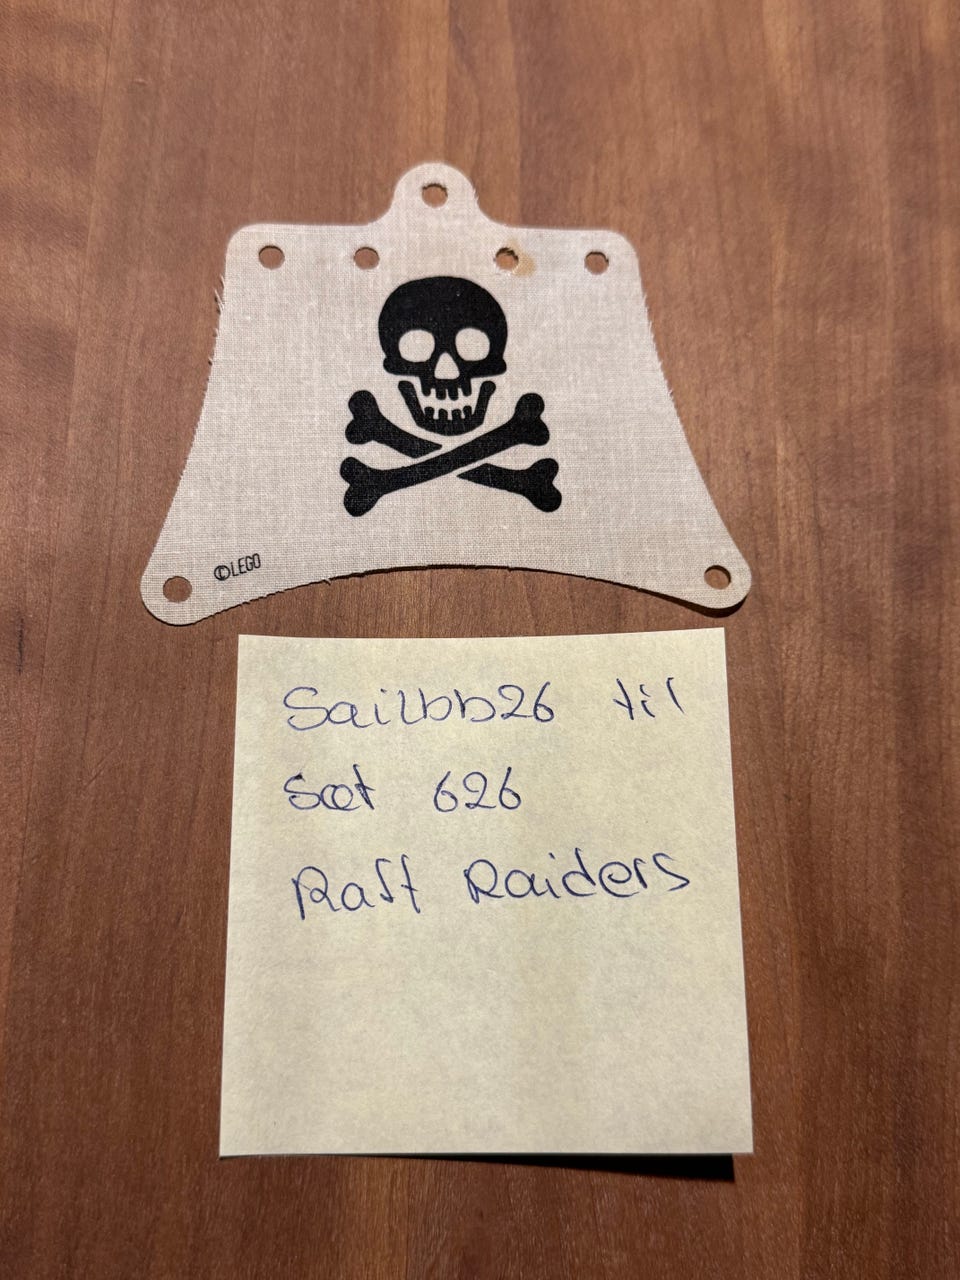 ©LEGO
Sailbb26 til
Sæt 626
Raft Raiders